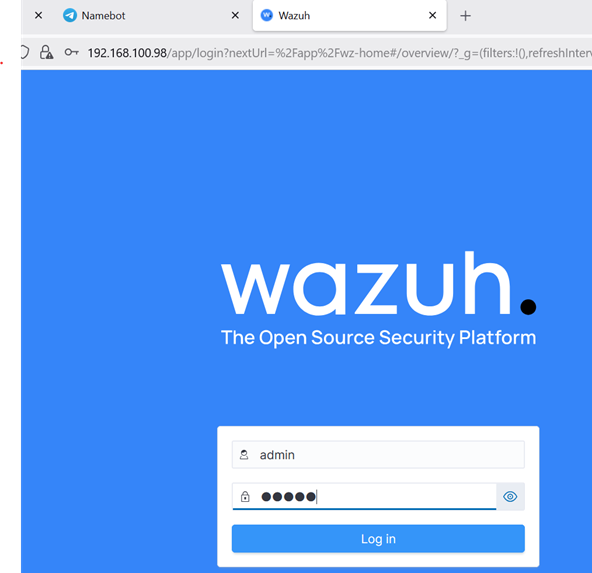 Namebot
Wazuh
192.168.100.98/app/login?nextUrl=%2Fapp%2Fwz-home#/overview/?_g=(filters:!(),refreshInterv
wazuh.
The Open Source Security Platform
admin
Log in